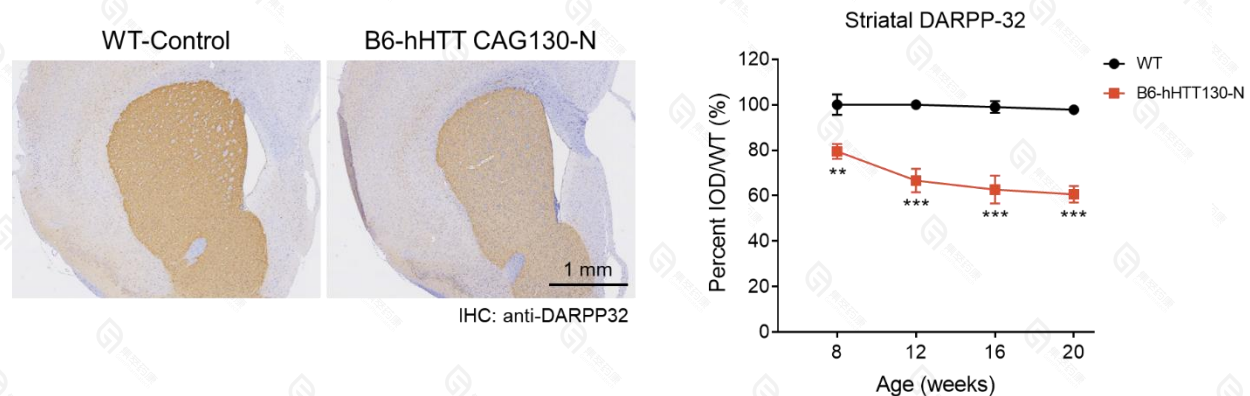 WT-Control
B6-hHTT CAG130-N
1 mm
IHC: anti-DARPP32
Striatal DARPP-32
Percent IOD/WT (%)
120
100
80
60
40
20
0
**
***
***
***
8
12
16
20
Age (weeks)
WT
B6-hHTT130-N